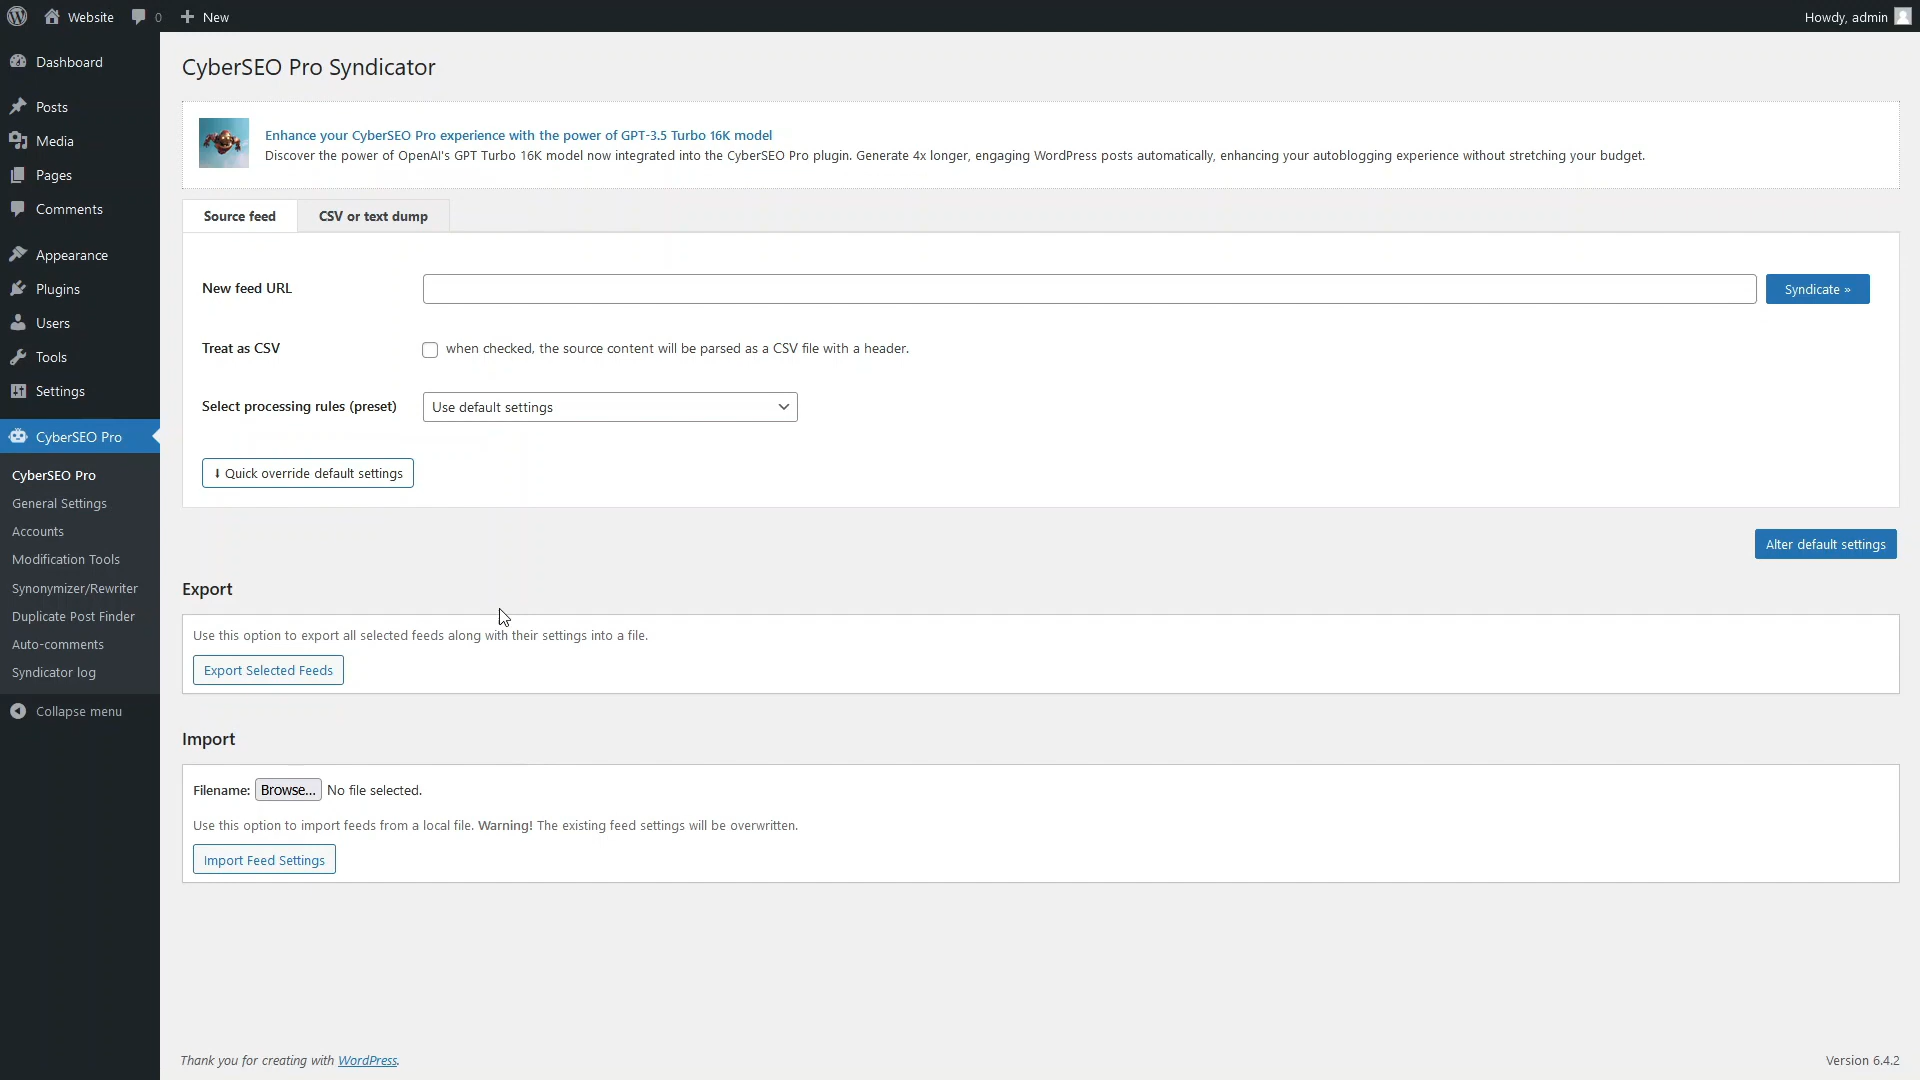 Website
0
New
Howdy, admin
Dashboard
Posts
Media
Pages
Comments
Appearance
Plugins
Users
Tools
Settings
CyberSEO Pro
CyberSEO Pro
General Settings
Accounts
Modification Tools
Synonymizer/Rewriter
Duplicate Post Finder
Auto-comments
Syndicator log
Collapse menu
CyberSEO Pro Syndicator
Enhance your CyberSEO Pro experience with the power of GPT-3.5 Turbo 16K model
Discover the power of OpenAI's GPT Turbo 16K model now integrated into the CyberSEO Pro plugin. Generate 4x longer, engaging WordPress posts automatically, enhancing your autoblogging experience without stretching your budget.
Source feed
CSV or text dump
New feed URL
Syndicate »
Treat as CSV
when checked, the source content will be parsed as a CSV file with a header.
Select processing rules (preset)
Use default settings
⬇ Quick override default settings
Alter default settings
Export
Use this option to export all selected feeds along with their settings into a file.
Export Selected Feeds
Import
Filename: Browse... No file selected.
Use this option to import feeds from a local file. Warning! The existing feed settings will be overwritten.
Import Feed Settings
Thank you for creating with WordPress.
Version 6.4.2